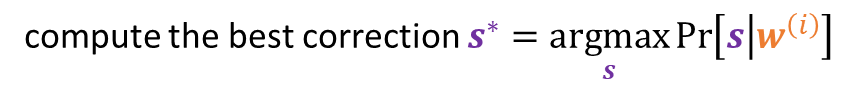 compute the best correction s* = argmax Pr[s|w^(i)]
s